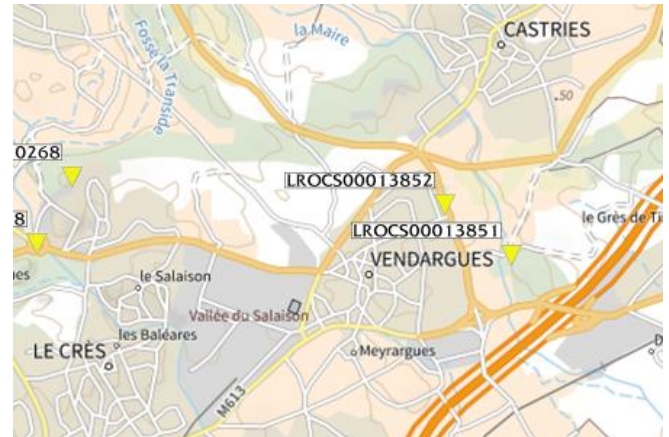 CASTRIES
la Maire
Fossé la Transide
50
0268
LROCS00013852
8
LROCS00013851
le Grès de Ti
VENDARGUES
le Salaison
Vallée du Salaison
les Baléares
LE CRÈS
Meyrargues
D
M613